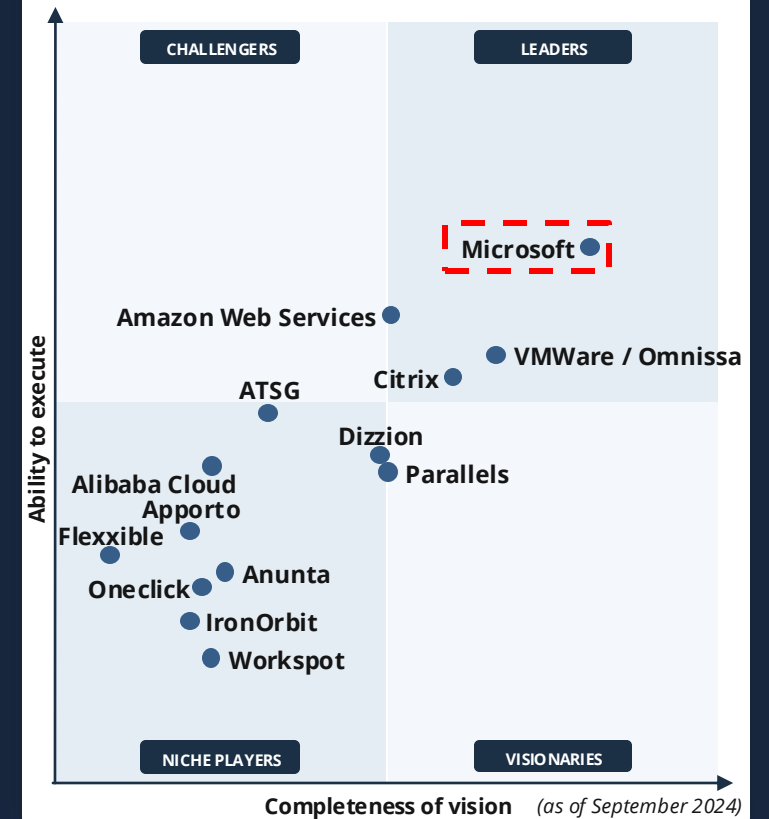 CHALLENGERS
LEADERS
Microsoft
Amazon Web Services
VMWare / Omnissa
Citrix
ATSG
Dizzion
Parallels
Alibaba Cloud
Apporto
Flexxible
Anunta
Oneclick
IronOrbit
Workspot
NICHE PLAYERS
VISIONARIES
Ability to execute
Completeness of vision
(as of September 2024)